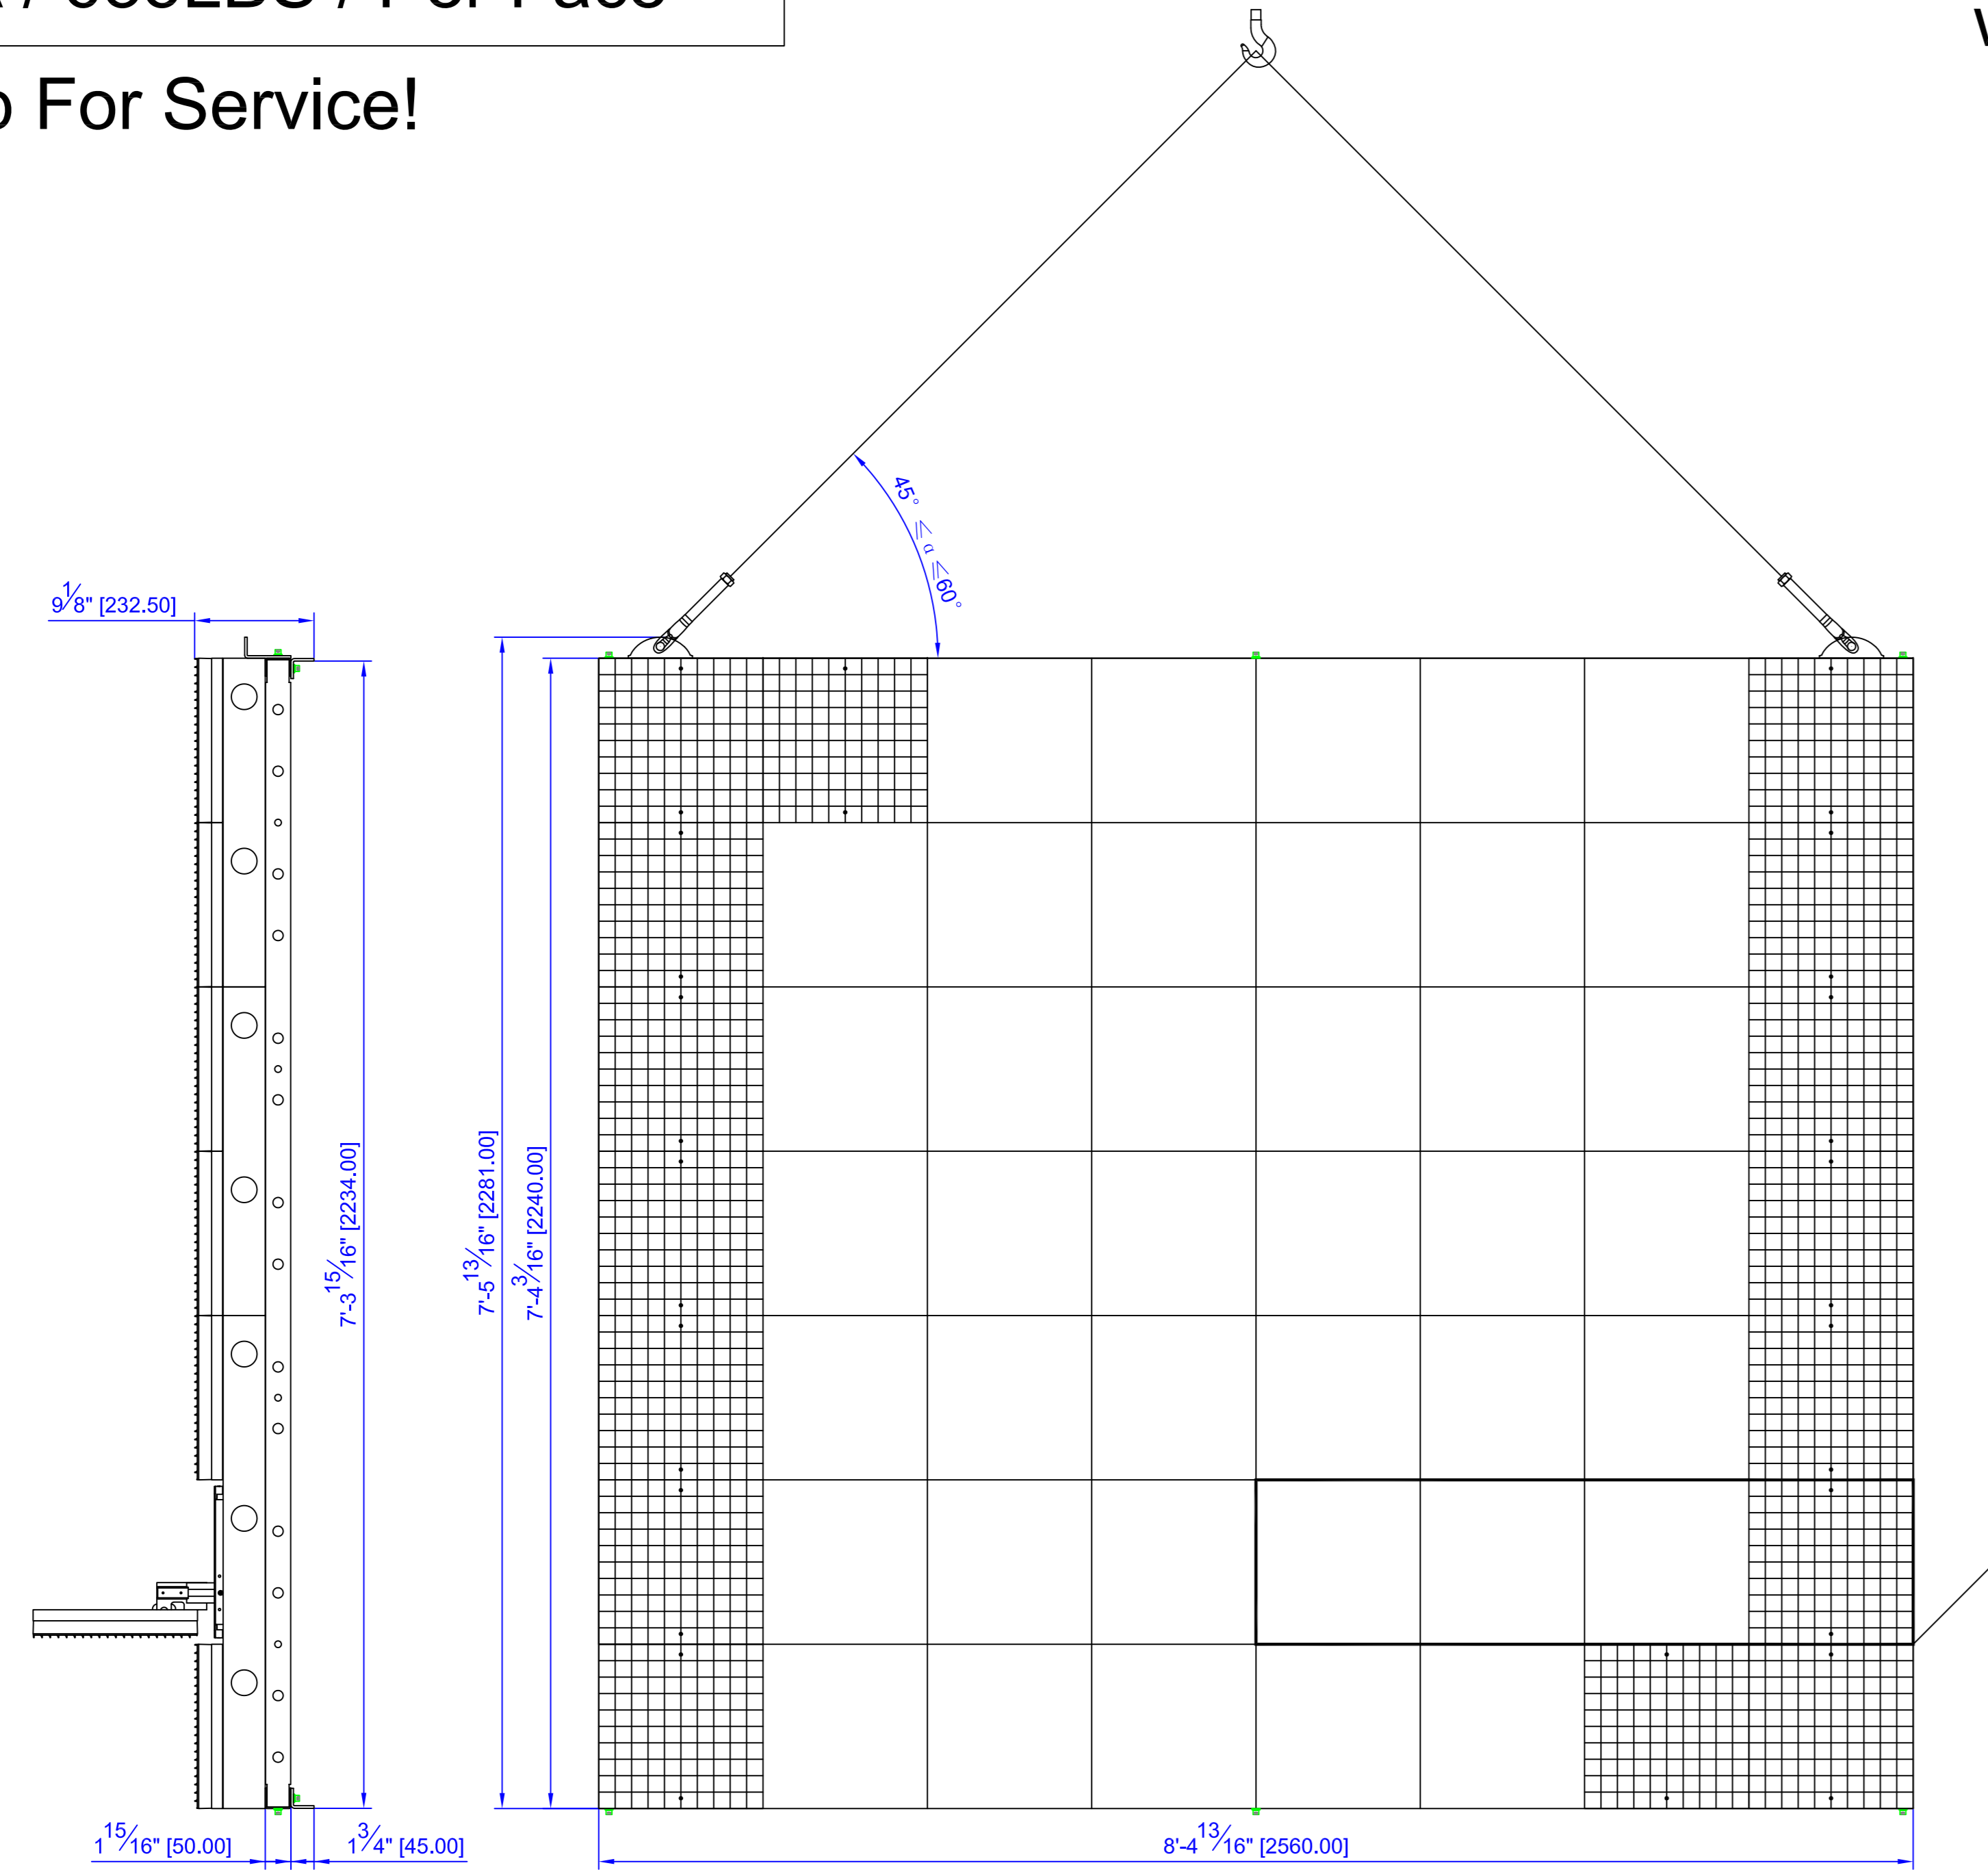 For Service!
45° ≤ a ≤ 60°
9 1/8" [232.50]
7'-3 15/16" [2234.00]
7'-5 13/16" [2281.00]
7'-4 3/16" [2240.00]
1 15/16" [50.00]
1 3/4" [45.00]
8'-4 13/16" [2560.00]